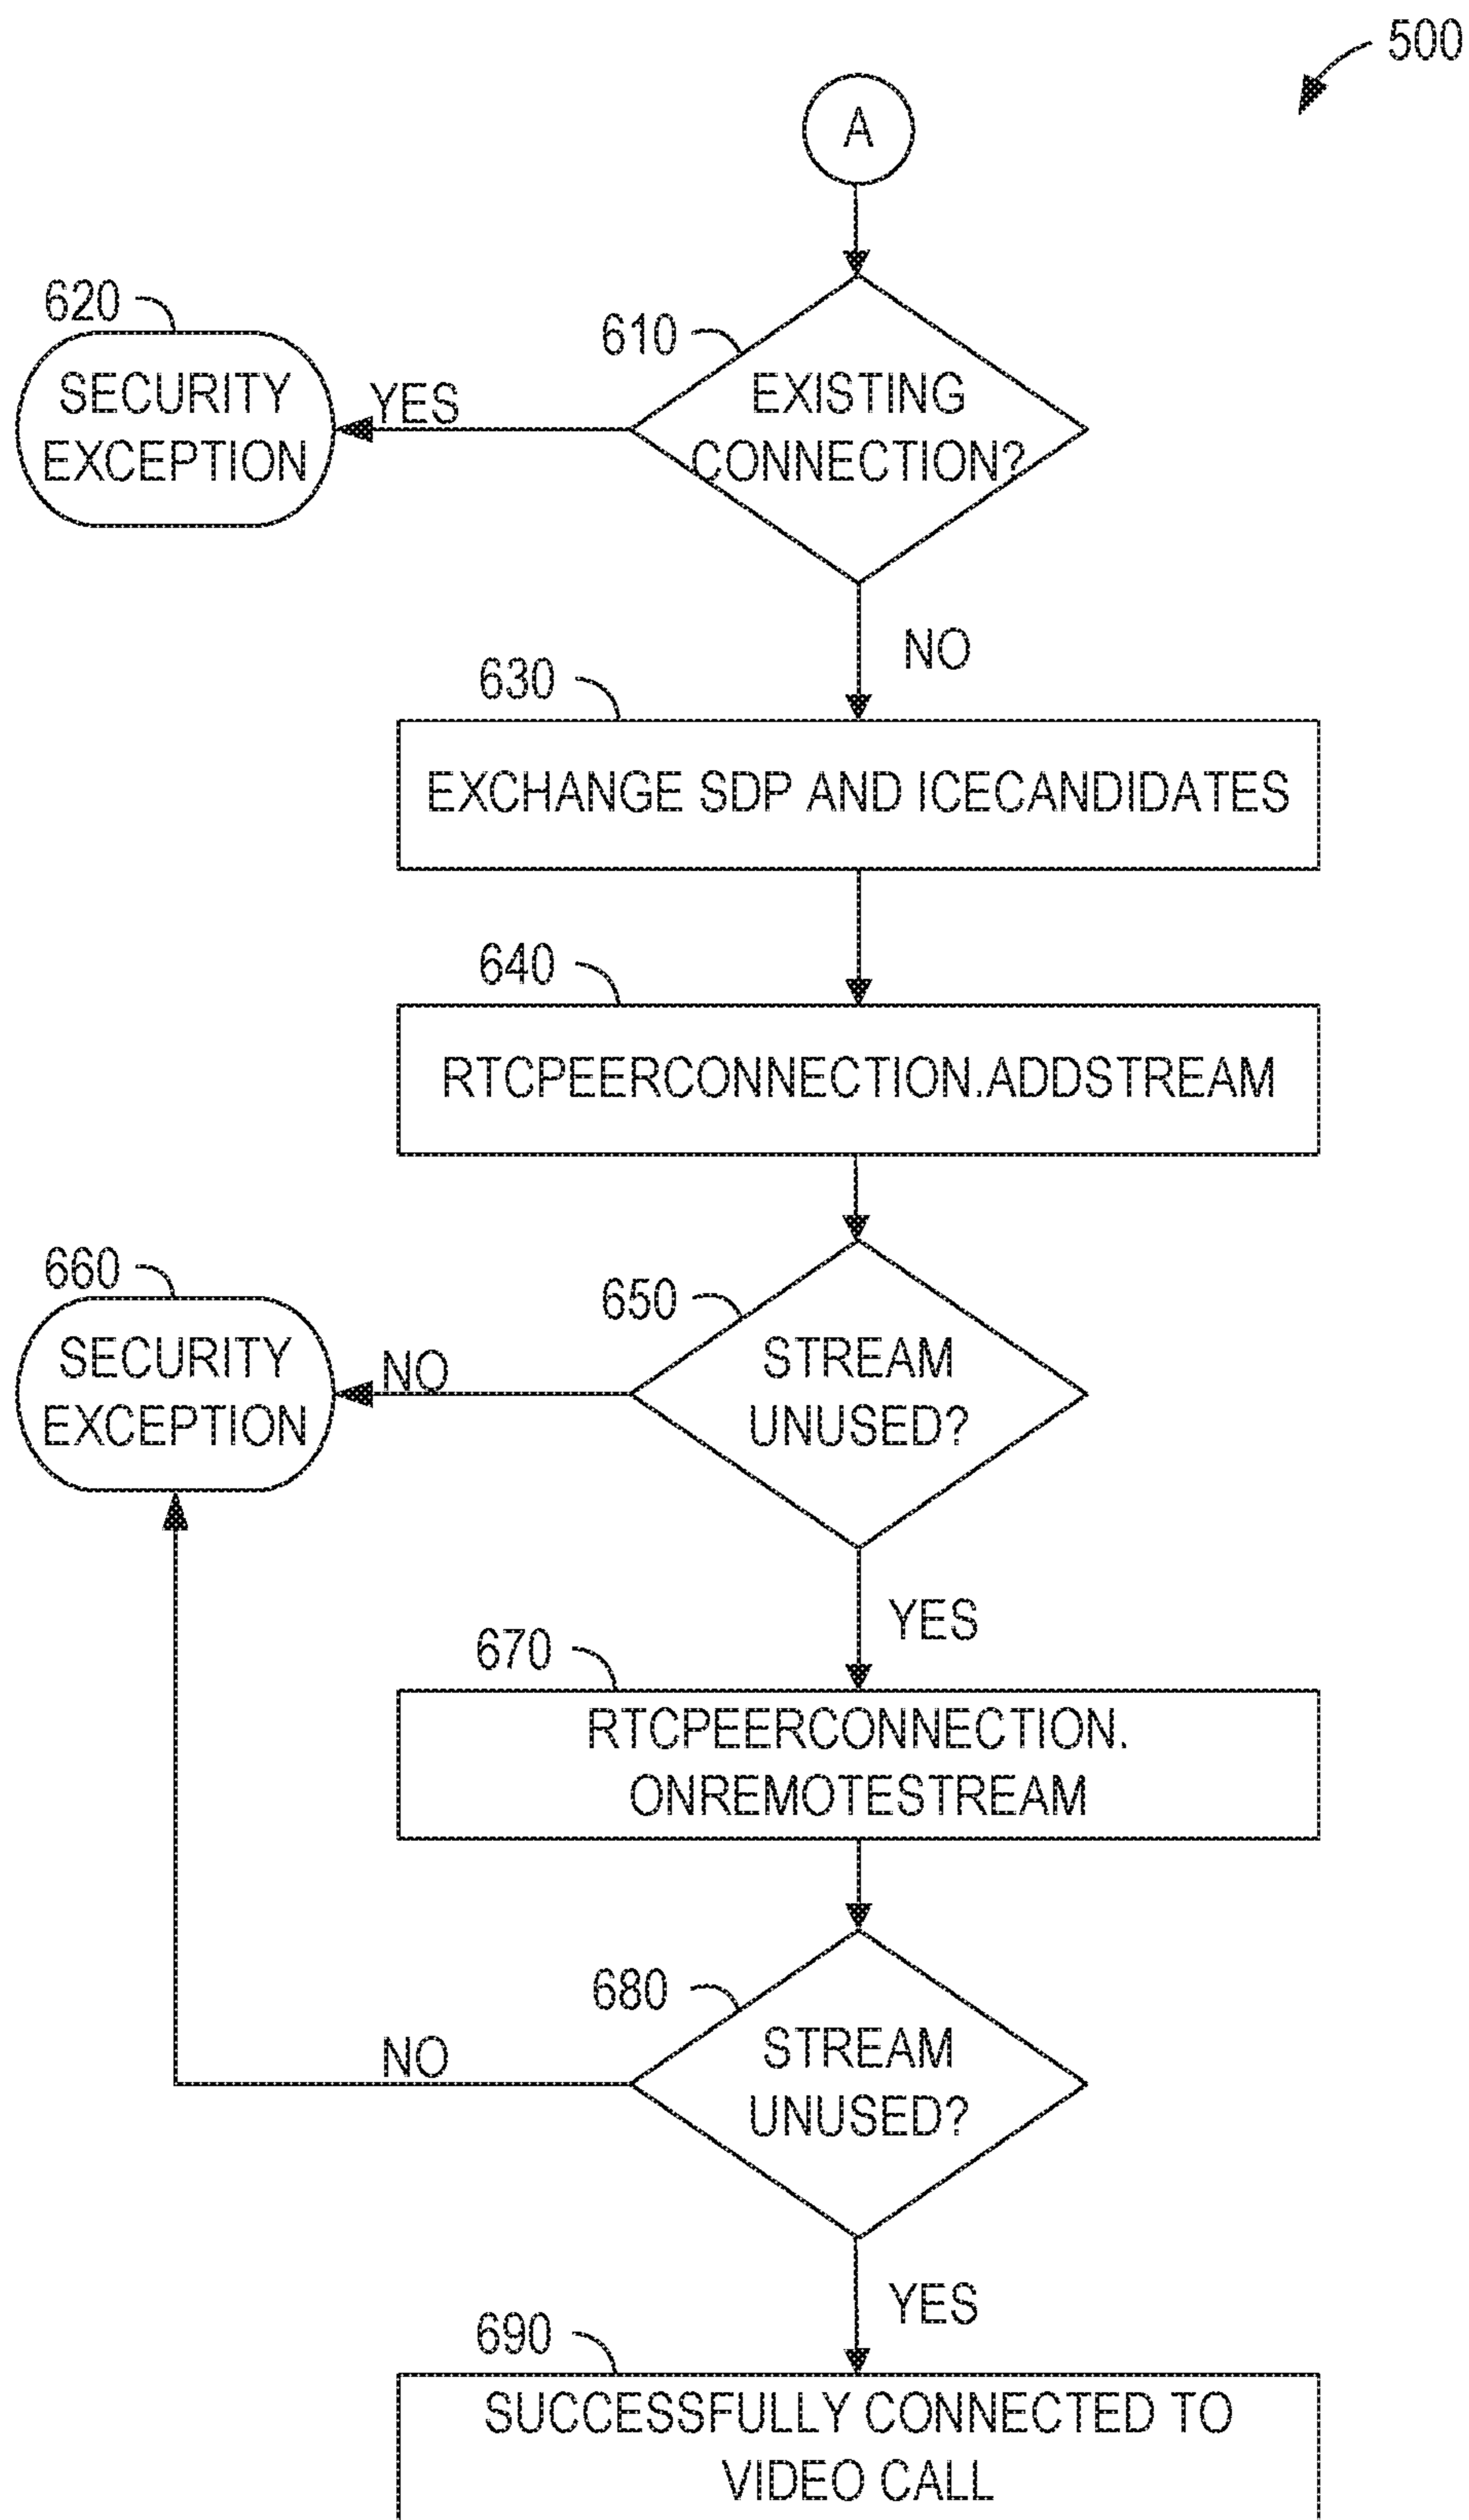 500
A
620
610
SECURITY
EXCEPTION
YES
EXISTING
CONNECTION?
NO
630
EXCHANGE SDP AND ICECANDIDATES
640
RTCPEERCONNECTION.ADDSTREAM
660
650
SECURITY
EXCEPTION
NO
STREAM
UNUSED?
YES
670
RTCPEERCONNECTION.
ONREMOTESTREAM
680
NO
STREAM
UNUSED?
YES
690
SUCCESSFULLY CONNECTED TO
VIDEO CALL